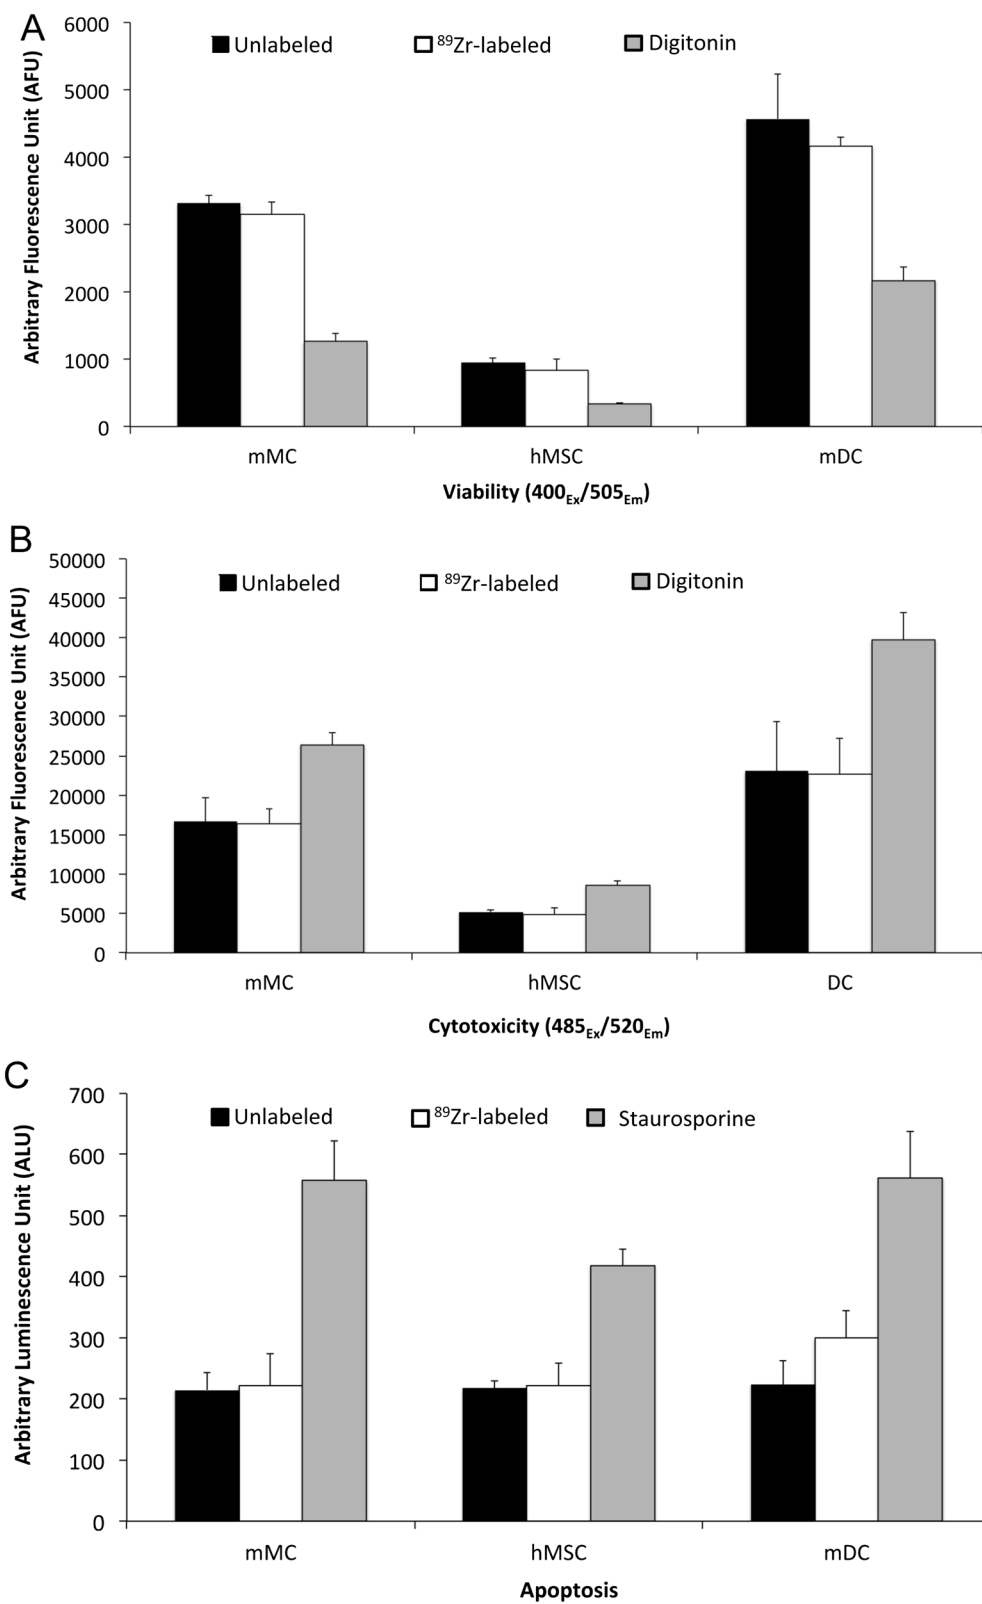 A
Arbitrary Fluorescence Unit (AFU)
6000
5000
4000
3000
2000
1000
0
Unlabeled 89Zr-labeled Digitonin
mMC hMSC mDC
Viability (400Ex/505Em)
B
Arbitrary Fluorescence Unit (AFU)
50000
45000
40000
35000
30000
25000
20000
15000
10000
5000
0
Unlabeled 89Zr-labeled Digitonin
mMC hMSC DC
Cytotoxicity (485Ex/520Em)
C
Arbitrary Luminescence Unit (ALU)
700
600
500
400
300
200
100
0
Unlabeled 89Zr-labeled Staurosporine
mMC hMSC mDC
Apoptosis